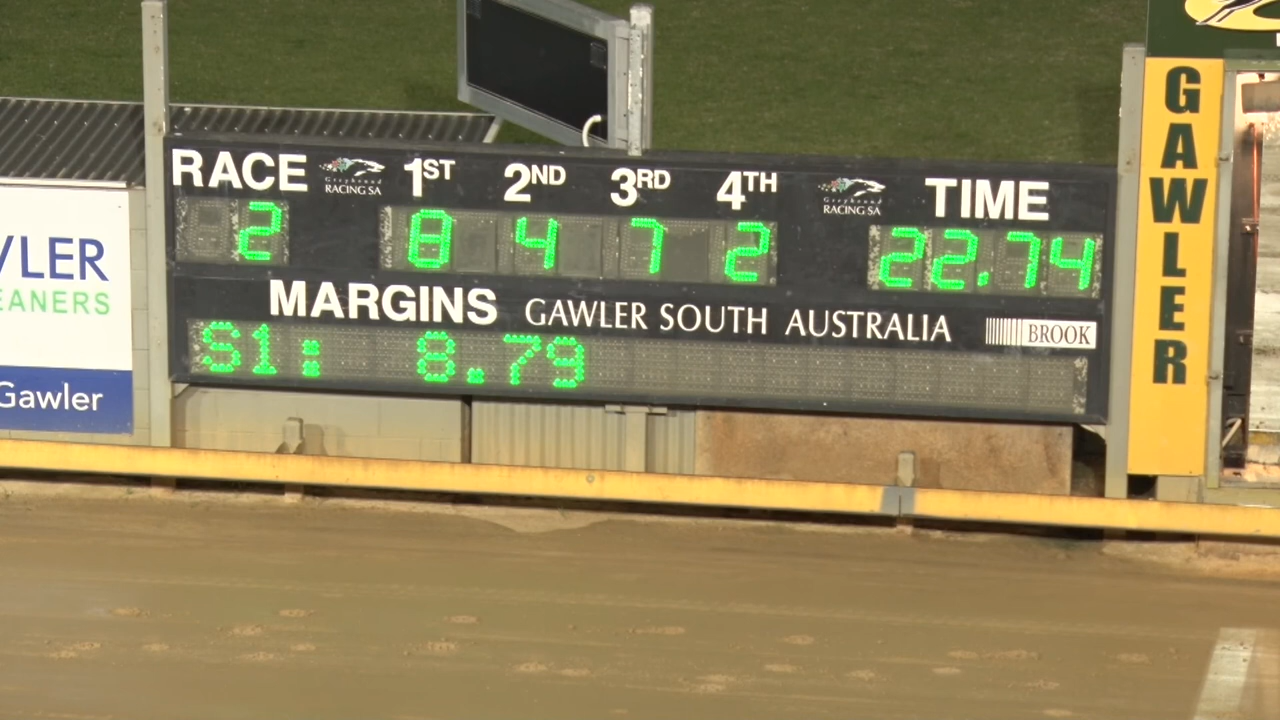 RACE Greyhound RACING SA 1ST 2ND 3RD 4TH Greyhound RACING SA TIME
2 8 4 7 2 22.74
MARGINS GAWLER SOUTH AUSTRALIA BROOK
S1: 8.79
VLER
EANERS
Gawler
GAWLER